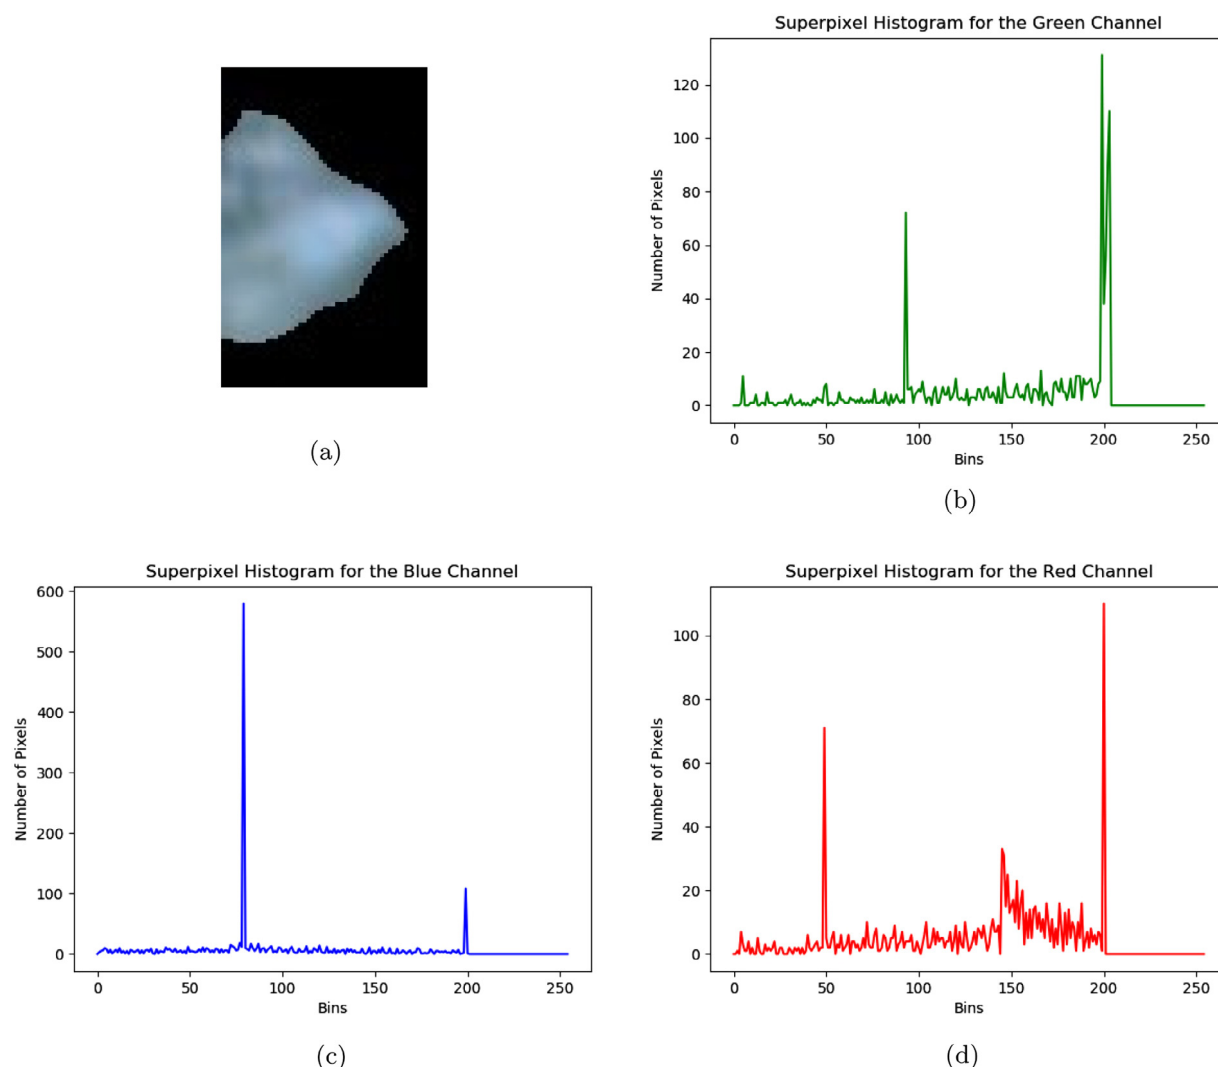 Superpixel Histogram for the Green Channel
Number of Pixels
120
100
80
60
40
20
0
0 50 100 150 200 250
Bins
(a)
(b)
Superpixel Histogram for the Blue Channel
Number of Pixels
600
500
400
300
200
100
0
0 50 100 150 200 250
Bins
(c)
Superpixel Histogram for the Red Channel
Number of Pixels
100
80
60
40
20
0
0 50 100 150 200 250
Bins
(d)